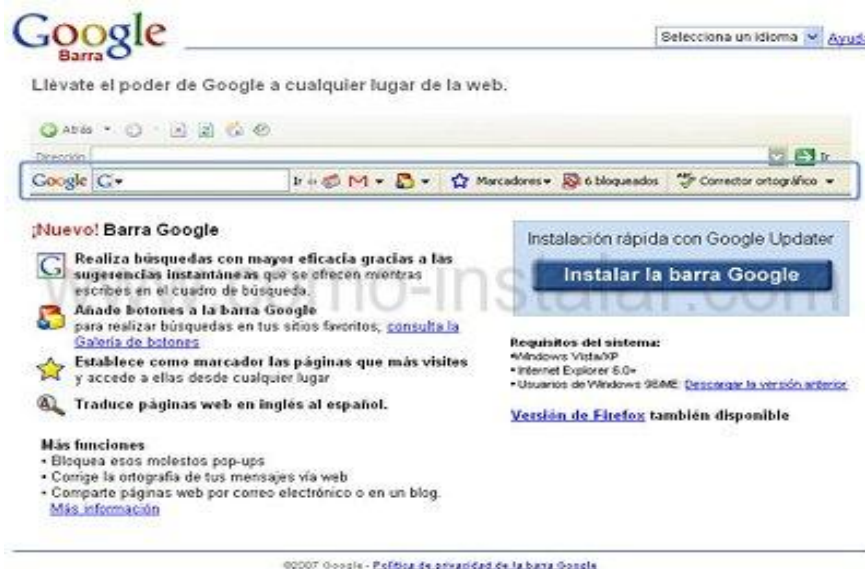 Google
Barra
Selecciona un idioma
Ayuda
Llévate el poder de Google a cualquier lugar de la web.
Atrás
Dirección
Ir
Google G Ir Marcadores 6 bloqueados Corrector ortográfico
¡Nuevo! Barra Google
Realiza búsquedas con mayor eficacia gracias a las
sugerencias instantáneas que se ofrecen mientras
escribes en el cuadro de búsqueda.
Añade botones a la barra Google
para realizar búsquedas en tus sitios favoritos; consulta la
Galería de botones
Establece como marcador las páginas que más visites
y accede a ellas desde cualquier lugar
Traduce páginas web en inglés al español.
Más funciones
• Bloquea esos molestos pop-ups
• Corrige la ortografía de tus mensajes vía web
• Comparte páginas web por correo electrónico o en un blog.
Más información
Instalación rápida con Google Updater
Instalar la barra Google
Requisitos del sistema:
•Windows Vista/XP
• Internet Explorer 6.0+
• Usuarios de Windows 98/ME: Descargar la versión anterior
Versión de Firefox también disponible
©2007 Google - Política de privacidad de la barra Google